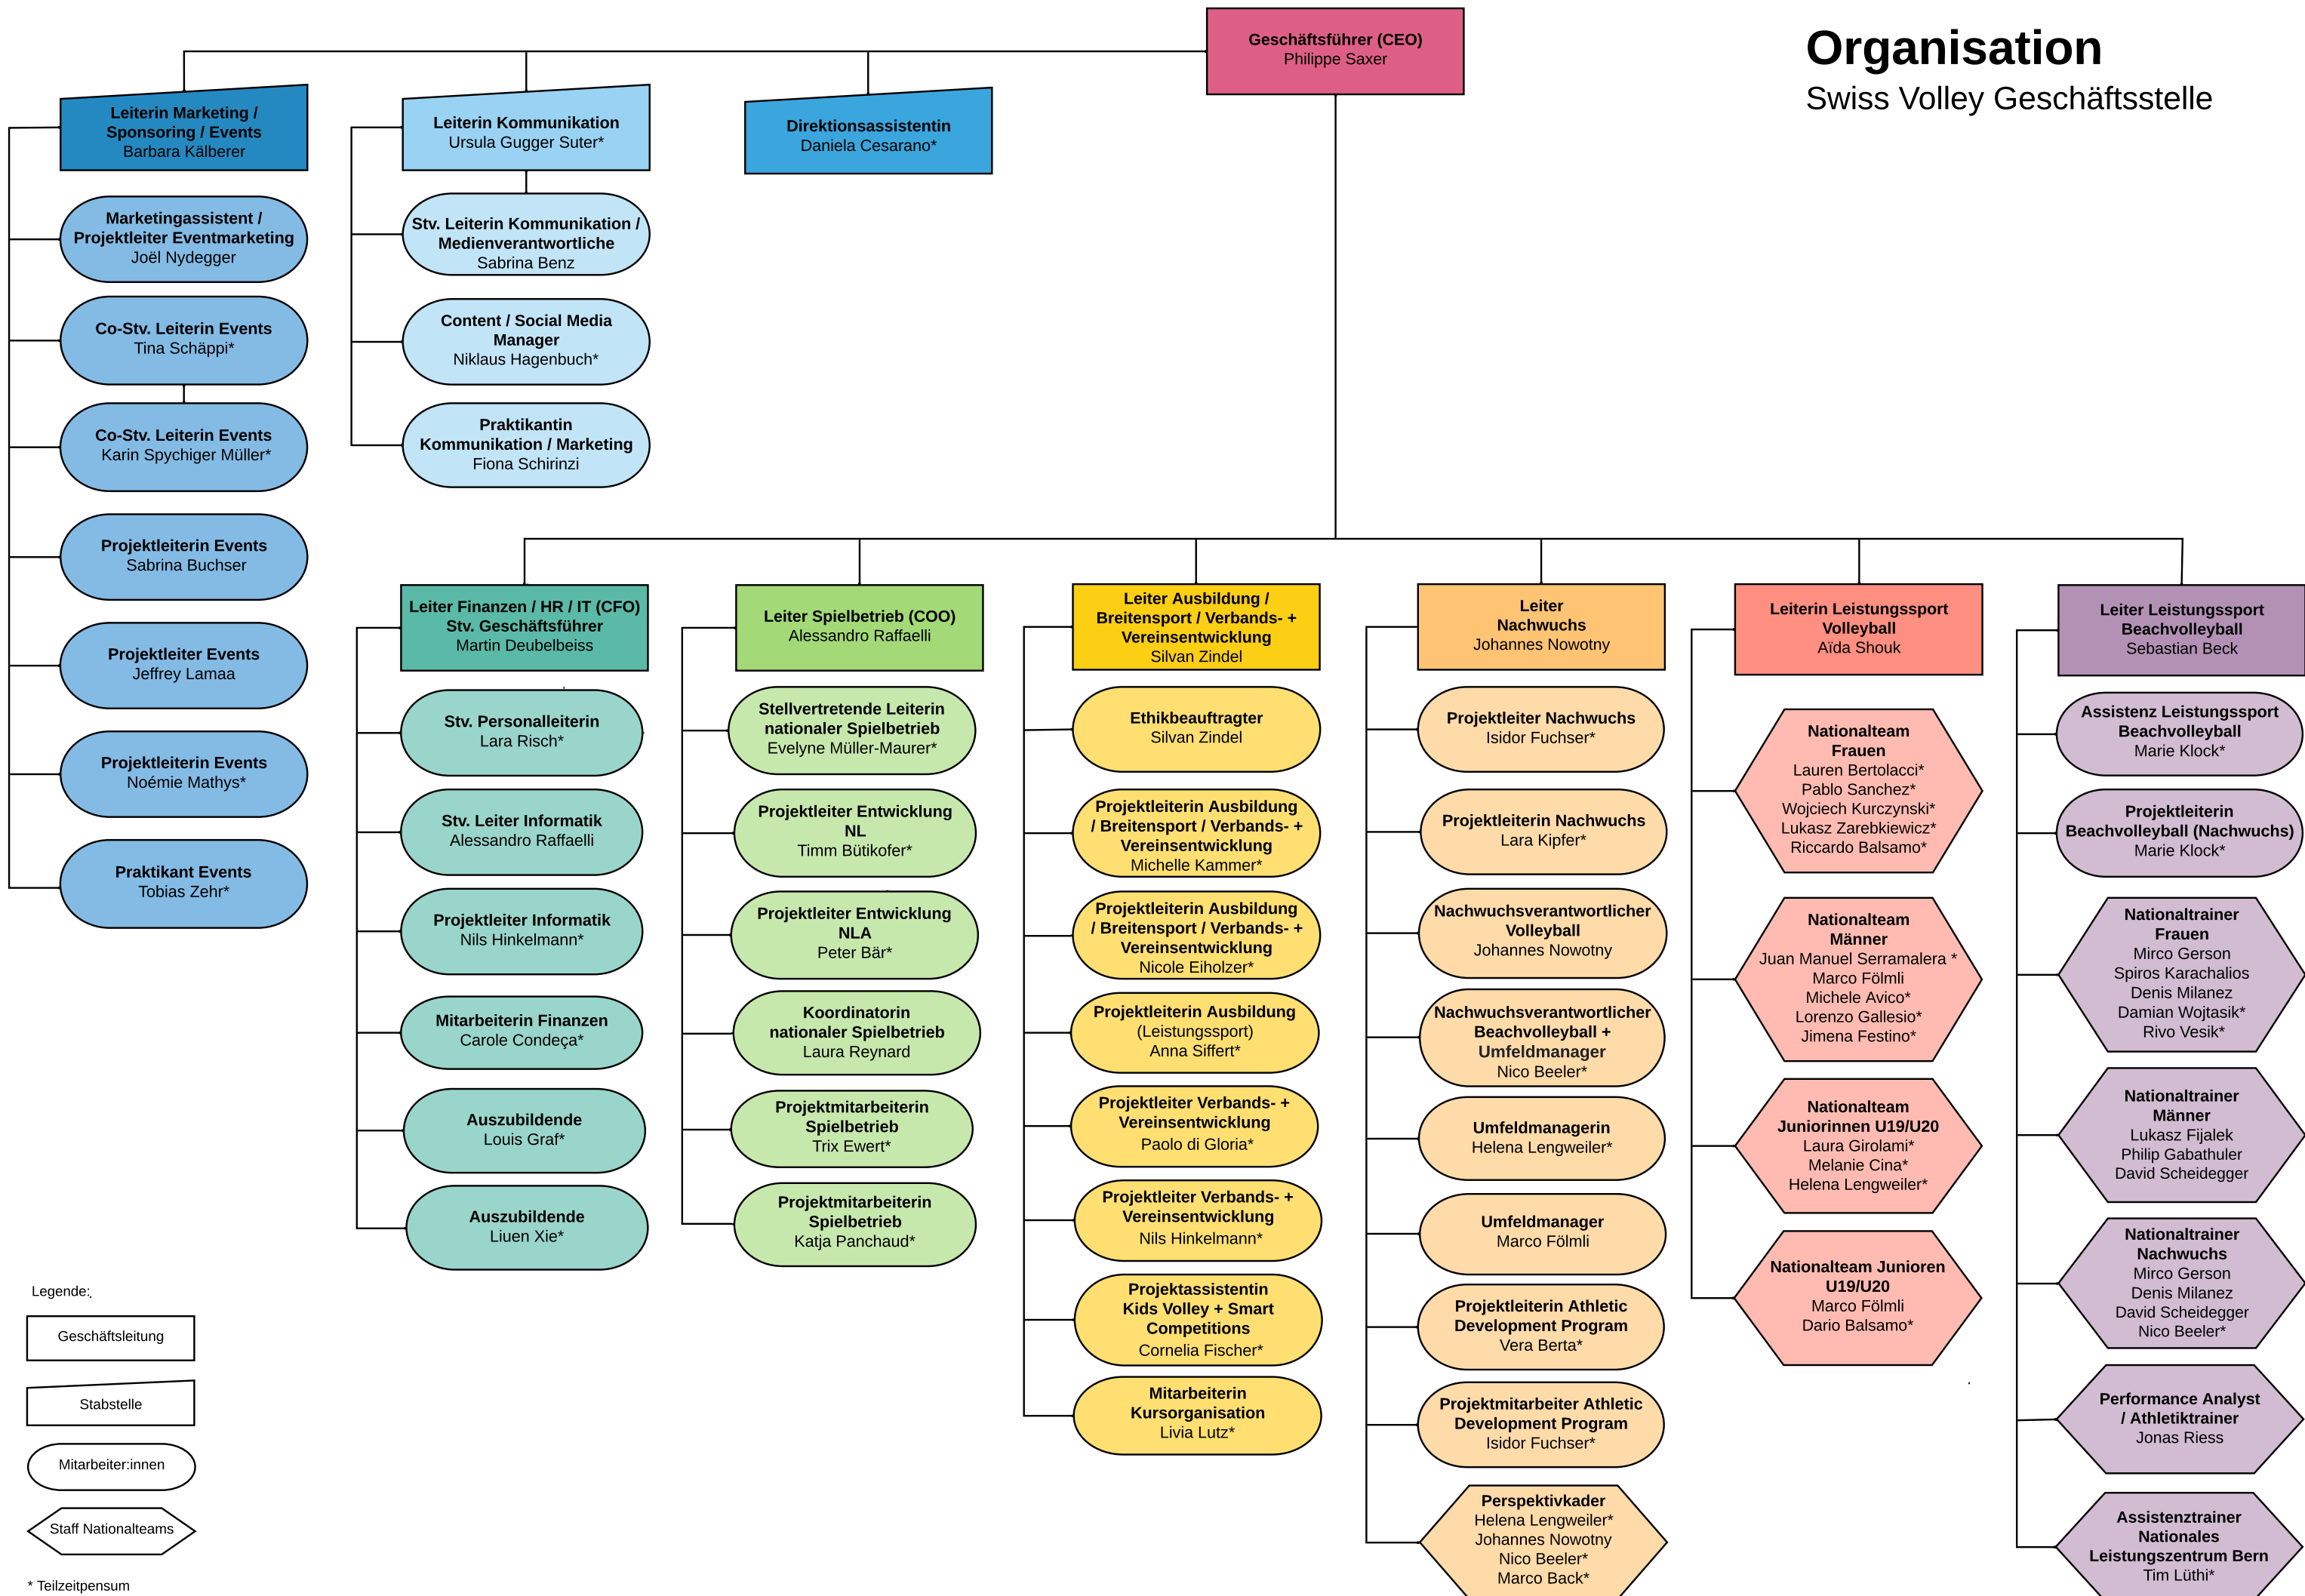 Organisation
Swiss Volley Geschäftsstelle
Geschäftsführer (CEO)
Philippe Saxer
Leiterin Marketing /
Sponsoring / Events
Barbara Kälberer
Marketingassistent /
Projektleiter Eventmarketing
Joël Nydegger
Co-Stv. Leiterin Events
Tina Schäppi*
Co-Stv. Leiterin Events
Karin Spychiger Müller*
Projektleiterin Events
Sabrina Buchser
Projektleiter Events
Jeffrey Lamaa
Projektleiterin Events
Noémie Mathys*
Praktikant Events
Tobias Zehr*
Leiterin Kommunikation
Ursula Gugger Suter*
Stv. Leiterin Kommunikation /
Medienverantwortliche
Sabrina Benz
Content / Social Media
Manager
Niklaus Hagenbuch*
Praktikantin
Kommunikation / Marketing
Fiona Schirinzi
Direktionsassistentin
Daniela Cesarano*
Leiter Finanzen / HR / IT (CFO)
Stv. Geschäftsführer
Martin Deubelbeiss
Stv. Personalleiterin
Lara Risch*
Stv. Leiter Informatik
Alessandro Raffaelli
Projektleiter Informatik
Nils Hinkelmann*
Mitarbeiterin Finanzen
Carole Condeça*
Auszubildende
Louis Graf*
Auszubildende
Liuen Xie*
Leiter Spielbetrieb (COO)
Alessandro Raffaelli
Stellvertretende Leiterin
nationaler Spielbetrieb
Evelyne Müller-Maurer*
Projektleiter Entwicklung
NL
Timm Bütikofer*
Projektleiter Entwicklung
NLA
Peter Bär*
Koordinatorin
nationaler Spielbetrieb
Laura Reynard
Projektmitarbeiterin
Spielbetrieb
Trix Ewert*
Projektmitarbeiterin
Spielbetrieb
Katja Panchaud*
Leiter Ausbildung /
Breitensport / Verbands- +
Vereinsentwicklung
Silvan Zindel
Ethikbeauftragter
Silvan Zindel
Projektleiterin Ausbildung
/ Breitensport / Verbands- +
Vereinsentwicklung
Michelle Kammer*
Projektleiterin Ausbildung
/ Breitensport / Verbands- +
Vereinsentwicklung
Nicole Eiholzer*
Projektleiterin Ausbildung
(Leistungssport)
Anna Siffert*
Projektleiter Verbands- +
Vereinsentwicklung
Paolo di Gloria*
Projektleiter Verbands- +
Vereinsentwicklung
Nils Hinkelmann*
Projektassistentin
Kids Volley + Smart
Competitions
Cornelia Fischer*
Mitarbeiterin
Kursorganisation
Livia Lutz*
Leiter
Nachwuchs
Johannes Nowotny
Projektleiter Nachwuchs
Isidor Fuchser*
Projektleiterin Nachwuchs
Lara Kipfer*
Nachwuchsverantwortlicher
Volleyball
Johannes Nowotny
Nachwuchsverantwortlicher
Beachvolleyball +
Umfeldmanager
Nico Beeler*
Umfeldmanagerin
Helena Lengweiler*
Umfeldmanager
Marco Fölmli
Projektleiterin Athletic
Development Program
Vera Berta*
Projektmitarbeiter Athletic
Development Program
Isidor Fuchser*
Perspektivkader
Helena Lengweiler*
Johannes Nowotny
Nico Beeler*
Marco Back*
Leiterin Leistungssport
Volleyball
Aïda Shouk
Nationalteam
Frauen
Lauren Bertolacci*
Pablo Sanchez*
Wojciech Kurczynski*
Lukasz Zarebkiewicz*
Riccardo Balsamo*
Nationalteam
Männer
Juan Manuel Serramalera *
Marco Fölmli
Michele Avico*
Lorenzo Gallesio*
Jimena Festino*
Nationalteam
Juniorinnen U19/U20
Laura Girolami*
Melanie Cina*
Helena Lengweiler*
Nationalteam Junioren
U19/U20
Marco Fölmli
Dario Balsamo*
Leiter Leistungssport
Beachvolleyball
Sebastian Beck
Assistenz Leistungssport
Beachvolleyball
Marie Klock*
Projektleiterin
Beachvolleyball (Nachwuchs)
Marie Klock*
Nationaltrainer
Frauen
Mirco Gerson
Spiros Karachalios
Denis Milanez
Damian Wojtasik*
Rivo Vesik*
Nationaltrainer
Männer
Lukasz Fijalek
Philip Gabathuler
David Scheidegger
Nationaltrainer
Nachwuchs
Mirco Gerson
Denis Milanez
David Scheidegger
Nico Beeler*
Performance Analyst
/ Athletiktrainer
Jonas Riess
Assistenztrainer
Nationales
Leistungszentrum Bern
Tim Lüthi*
Legende:
Geschäftsleitung
Stabstelle
Mitarbeiter:innen
Staff Nationalteams
* Teilzeitpensum